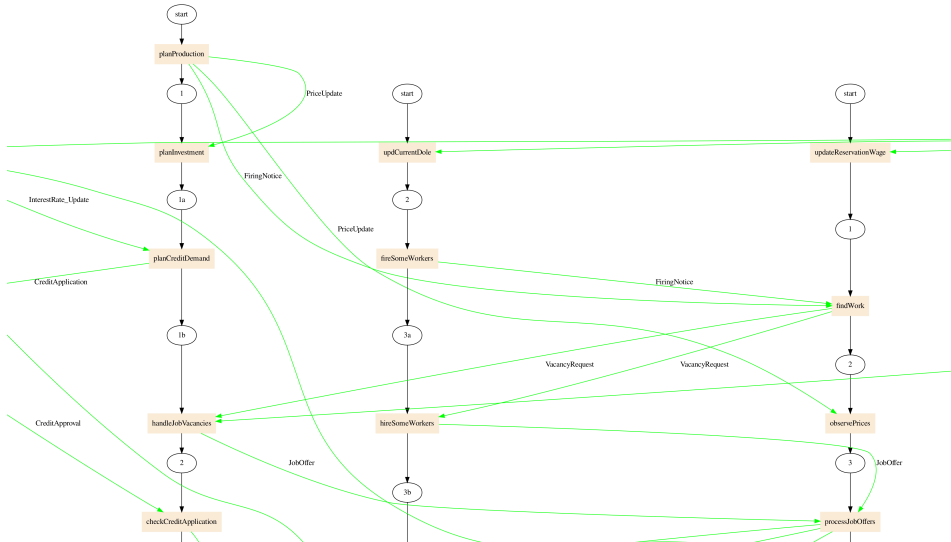 start
planProduction
1
PriceUpdate
start
start
planInvestment
updCurrentDole
updateReservationWage
FiringNotice
1a
InterestRate_Update
2
PriceUpdate
1
planCreditDemand
fireSomeWorkers
CreditApplication
FiringNotice
findWork
1b
3a
VacancyRequest
VacancyRequest
2
CreditApproval
handleJobVacancies
hireSomeWorkers
observePrices
2
JobOffer
3
JobOffer
3b
checkCreditApplication
processJobOffers